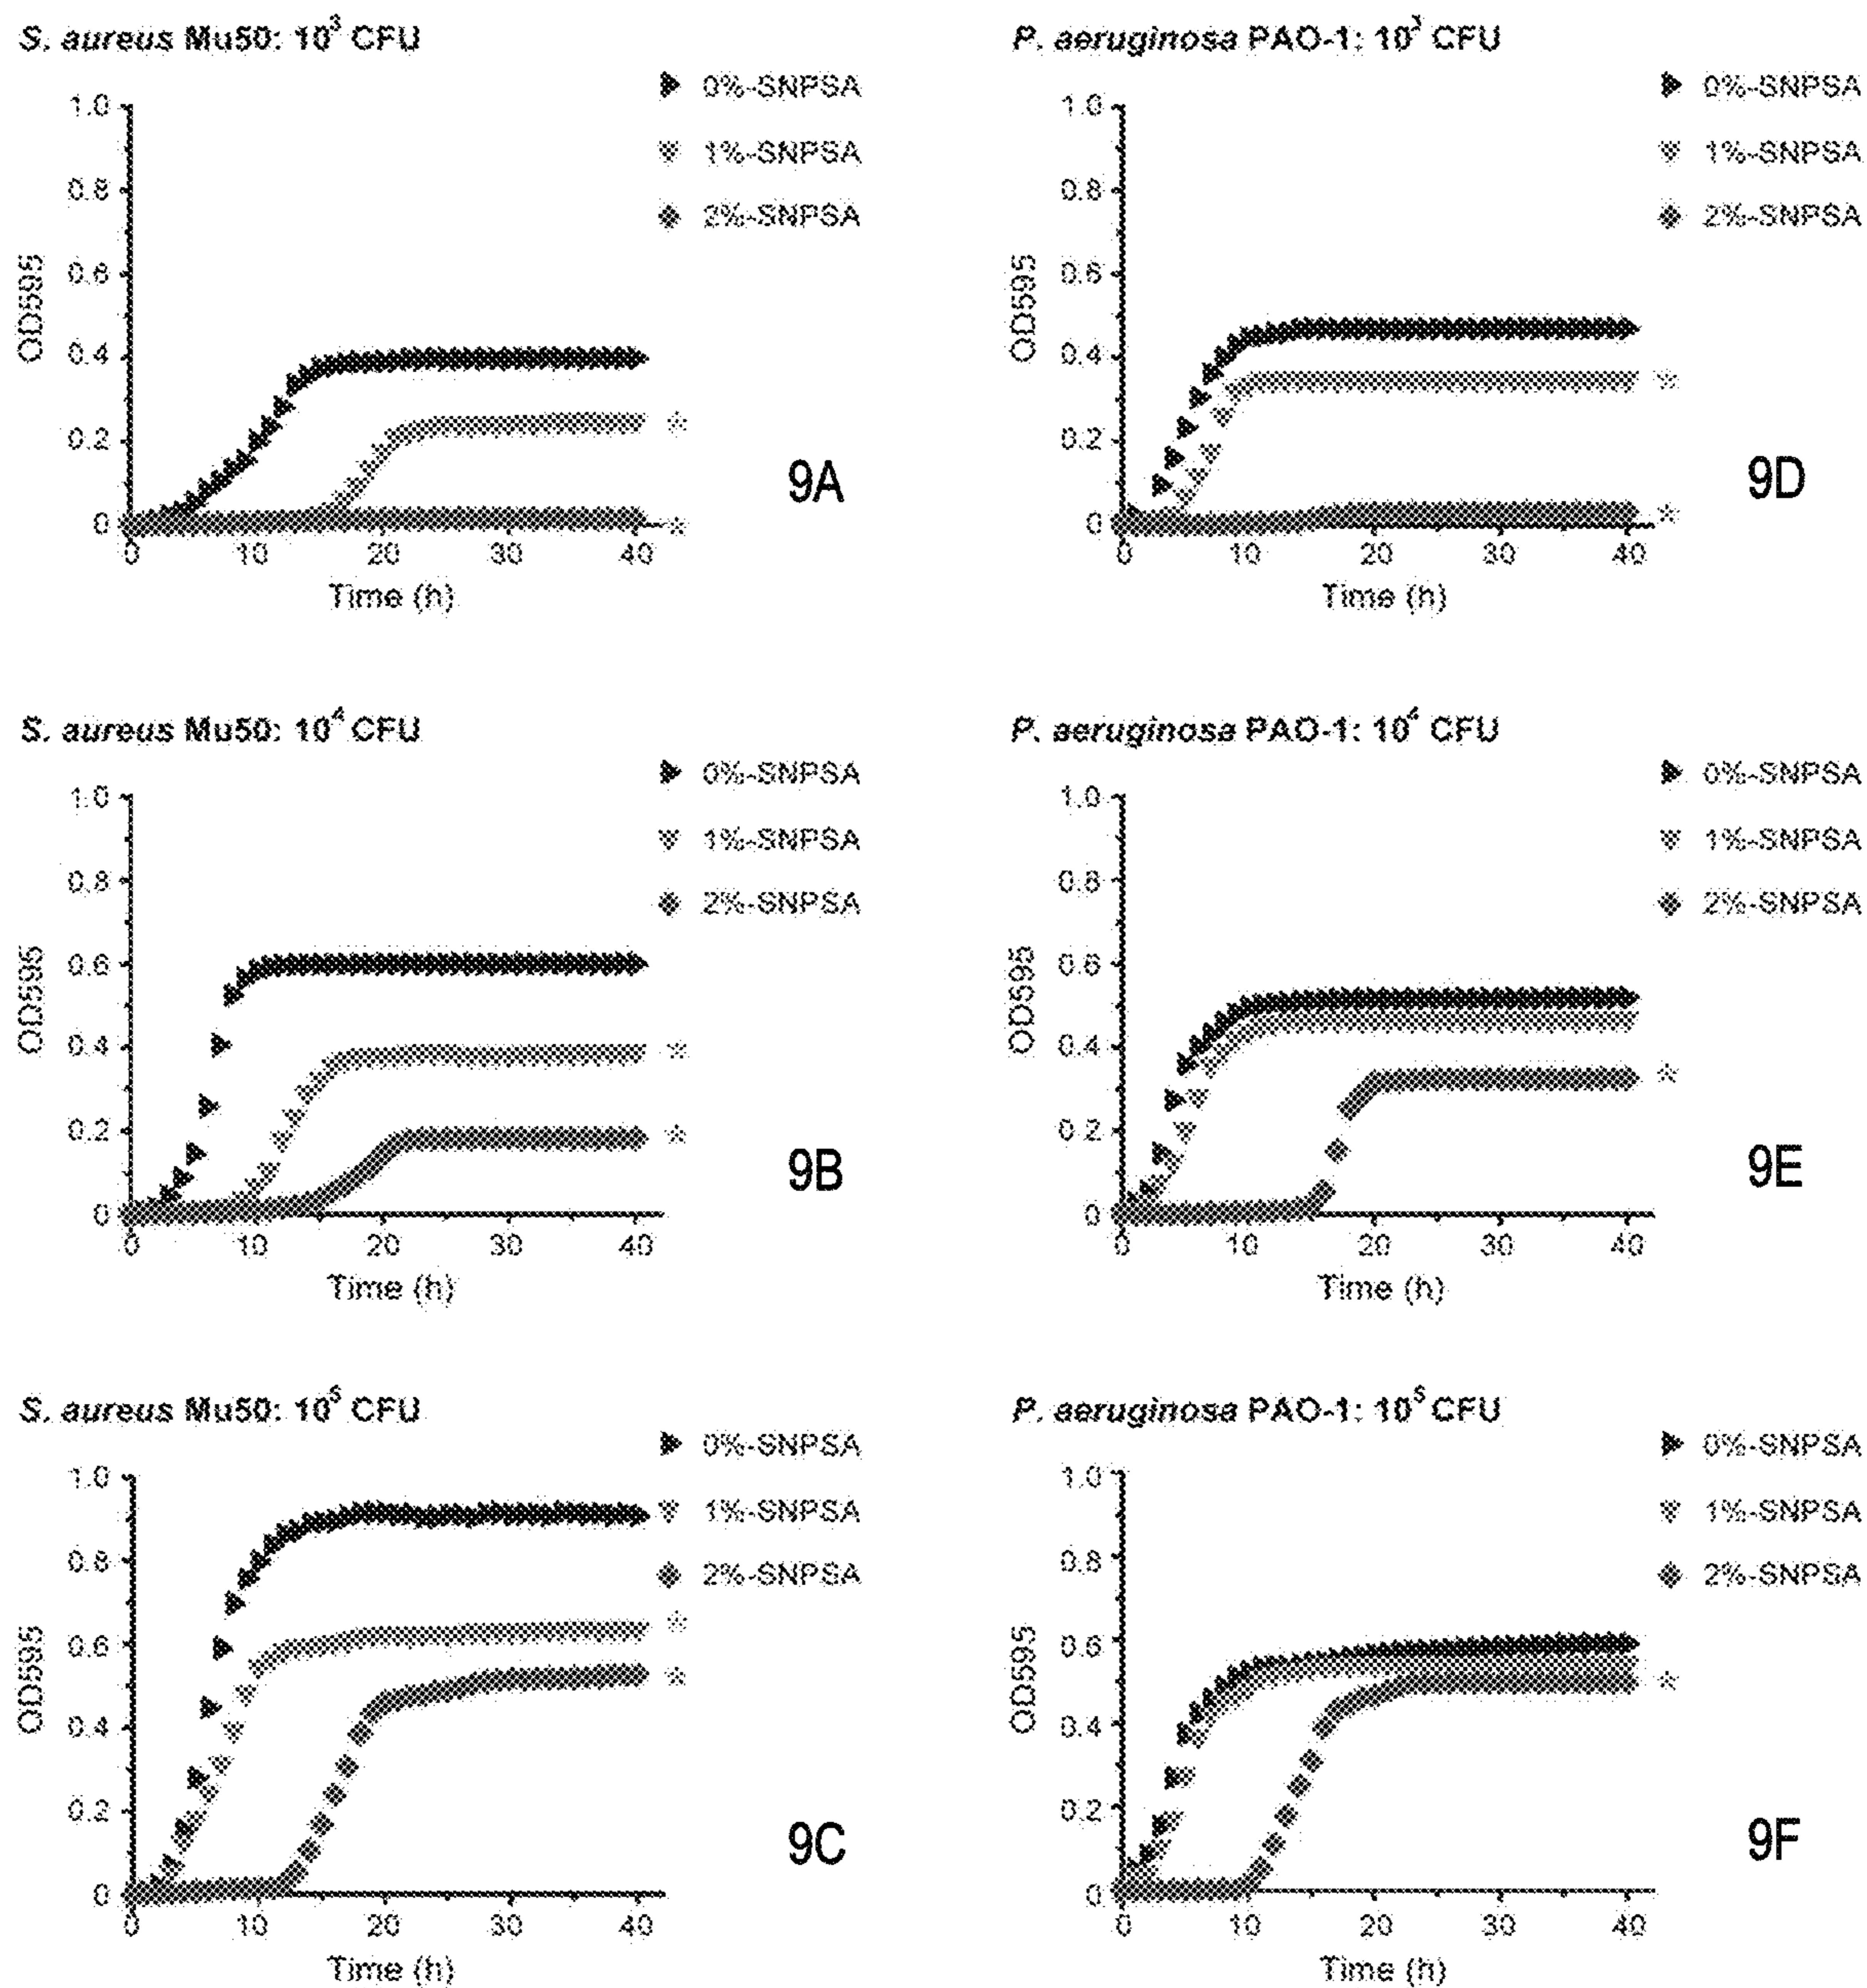 S. aureus Mu50: 10³ CFU
0%-SNPSA
1%-SNPSA
2%-SNPSA
1.0
0.8
0.6
0.4
0.2
0
OD595
0 10 20 30 40
Time (h)
*
*
9A
P. aeruginosa PAO-1: 10³ CFU
0%-SNPSA
1%-SNPSA
2%-SNPSA
1.0
0.8
0.6
0.4
0.2
0
OD595
0 10 20 30 40
Time (h)
*
*
9D
S. aureus Mu50: 10⁴ CFU
0%-SNPSA
1%-SNPSA
2%-SNPSA
1.0
0.8
0.6
0.4
0.2
0
OD595
0 10 20 30 40
Time (h)
*
*
9B
P. aeruginosa PAO-1: 10⁴ CFU
0%-SNPSA
1%-SNPSA
2%-SNPSA
1.0
0.8
0.6
0.4
0.2
0
OD595
0 10 20 30 40
Time (h)
*
9E
S. aureus Mu50: 10⁵ CFU
0%-SNPSA
1%-SNPSA
2%-SNPSA
1.0
0.8
0.6
0.4
0.2
0
OD595
0 10 20 30 40
Time (h)
*
*
9C
P. aeruginosa PAO-1: 10⁵ CFU
0%-SNPSA
1%-SNPSA
2%-SNPSA
1.0
0.8
0.6
0.4
0.2
0
OD595
0 10 20 30 40
Time (h)
*
9F